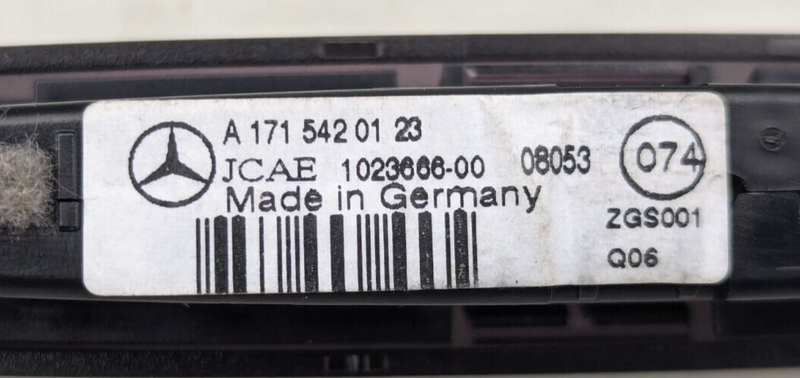 A 171 542 01 23
JCAE 1023666-00 08053 074
Made in Germany ZGS001
Q06